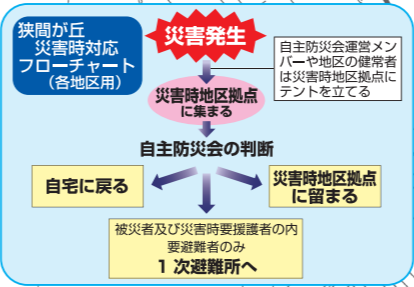 狭間が丘
災害時対応
フローチャート
（各地区用）
災害発生
自主防災会運営メン
バーや地区の健常者
は災害時地区拠点に
テントを立てる
災害時地区拠点
に集まる
自主防災会の判断
自宅に戻る
災害時地区拠点
に留まる
被災者及び災害時要援護者の内
要避難者のみ
1 次避難所へ